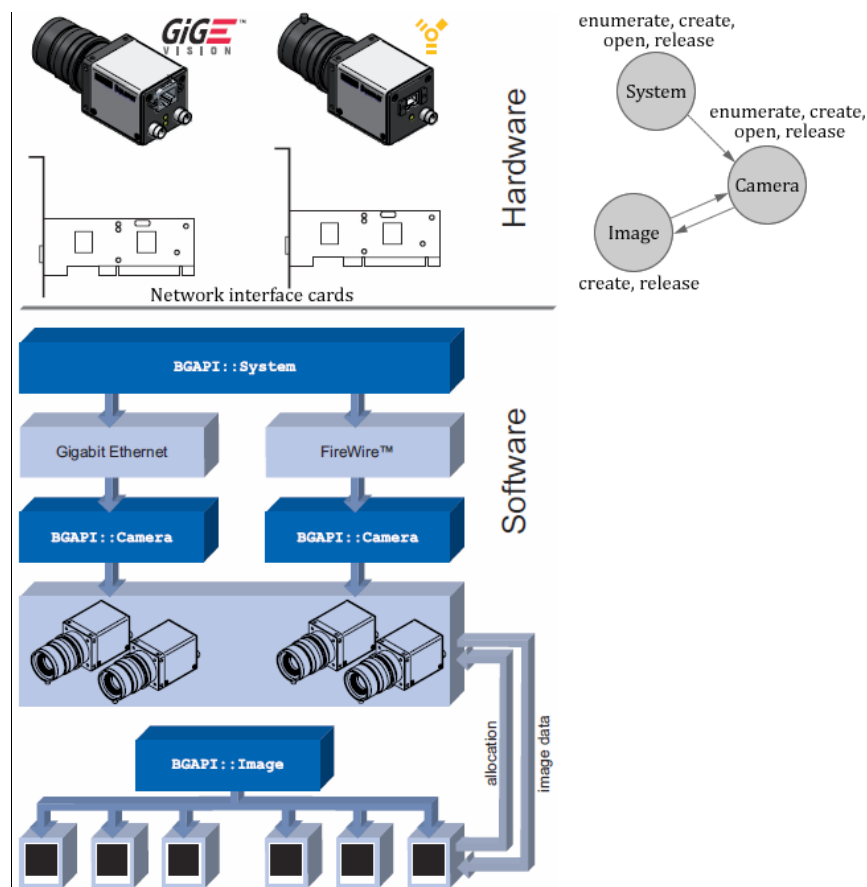 GiGE™
VISION
Hardware
Network interface cards
enumerate, create,
open, release
System
enumerate, create,
open, release
Camera
Image
create, release
BGAPI::System
Gigabit Ethernet
FireWire™
Software
BGAPI::Camera
BGAPI::Camera
allocation
image data
BGAPI::Image